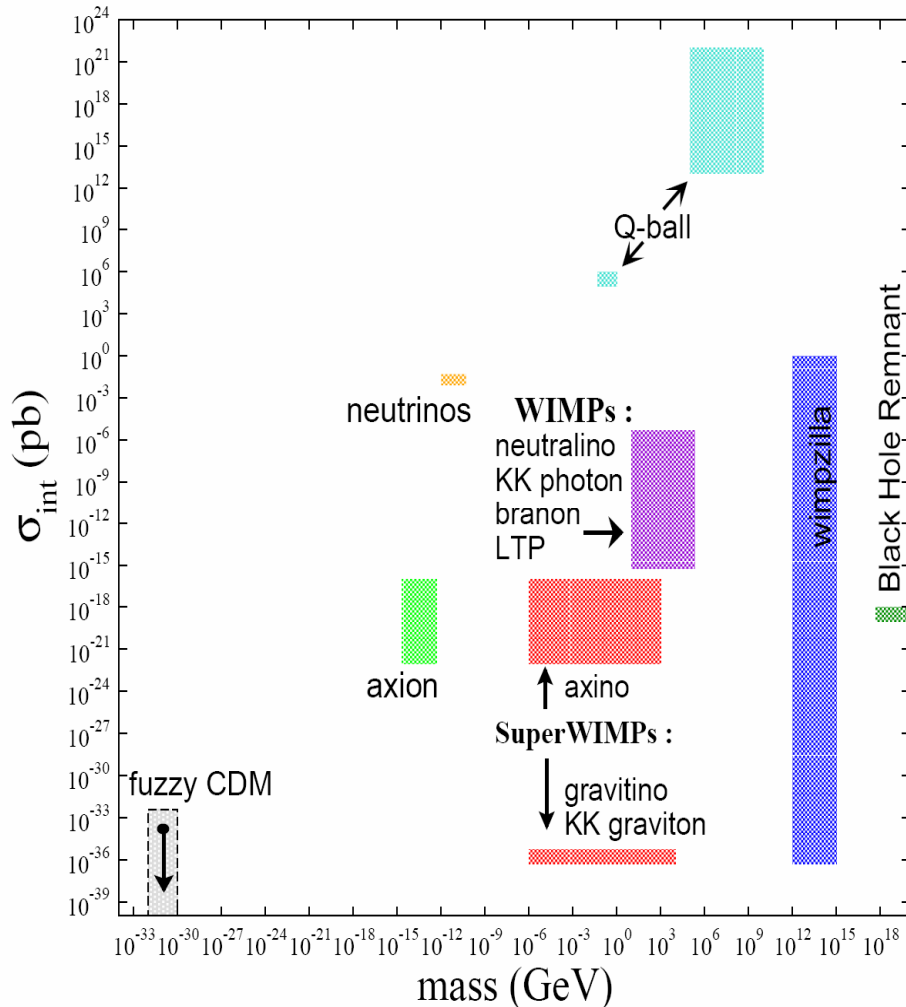 10^24
10^21
10^18
10^15
10^12
10^9
10^6
10^3
10^0
10^-3
10^-6
10^-9
10^-12
10^-15
10^-18
10^-21
10^-24
10^-27
10^-30
10^-33
10^-36
10^-39
σ_int (pb)
Q-ball
neutrinos
WIMPs :
neutralino
KK photon
branon
LTP
wimpzilla
Black Hole Remnant
axion
axino
SuperWIMPs :
gravitino
KK graviton
fuzzy CDM
10^-33 10^-30 10^-27 10^-24 10^-21 10^-18 10^-15 10^-12 10^-9 10^-6 10^-3 10^0 10^3 10^6 10^9 10^12 10^15 10^18
mass (GeV)